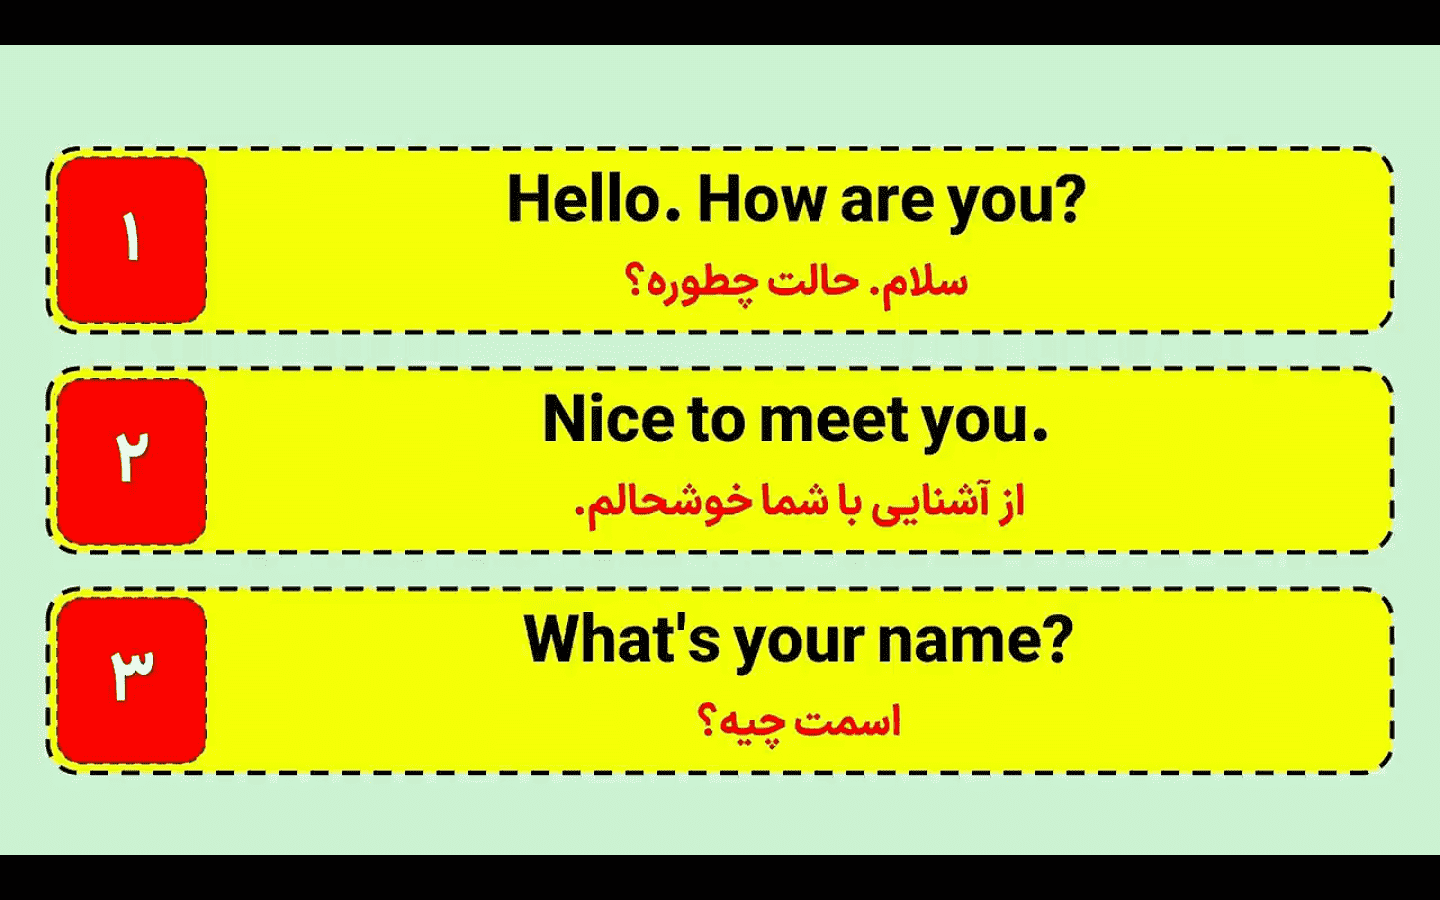 ۱
Hello. How are you?
سلام. حالت چطوره؟
۲
Nice to meet you.
از آشنایی با شما خوشحالم.
۳
What's your name?
اسمت چیه؟